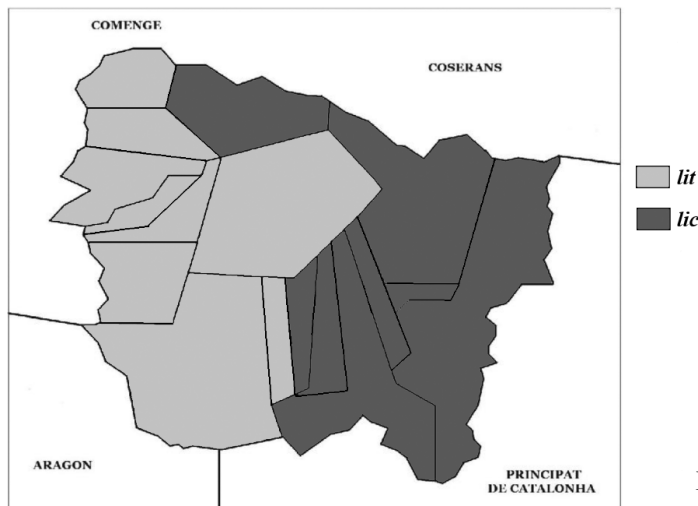 COMENGE
COSERANS
lit
lic
ARAGON
PRINCIPAT
DE CATALONHA